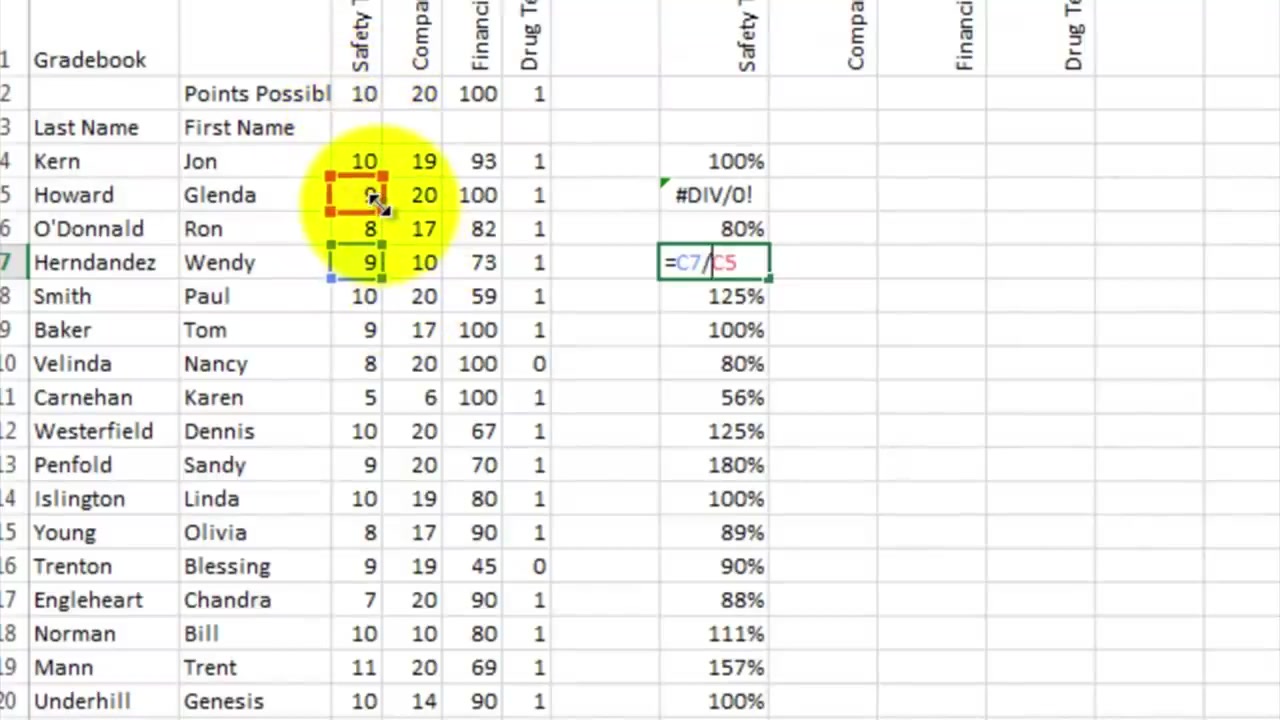 1 Gradebook Safety T Compa Financi Drug Te Safety T Compa Financi Drug Te
2 Points Possibl 10 20 100 1
3 Last Name First Name
4 Kern Jon 10 19 93 1 100%
5 Howard Glenda 9 20 100 1 #DIV/0!
6 O'Donnald Ron 8 17 82 1 80%
7 Herndandez Wendy 9 10 73 1 =C7/C5
8 Smith Paul 10 20 59 1 125%
9 Baker Tom 9 17 100 1 100%
10 Velinda Nancy 8 20 100 0 80%
11 Carnehan Karen 5 6 100 1 56%
12 Westerfield Dennis 10 20 67 1 125%
13 Penfold Sandy 9 20 70 1 180%
14 Islington Linda 10 19 80 1 100%
15 Young Olivia 8 17 90 1 89%
16 Trenton Blessing 9 19 45 0 90%
17 Engleheart Chandra 7 20 90 1 88%
18 Norman Bill 10 10 80 1 111%
19 Mann Trent 11 20 69 1 157%
20 Underhill Genesis 10 14 90 1 100%